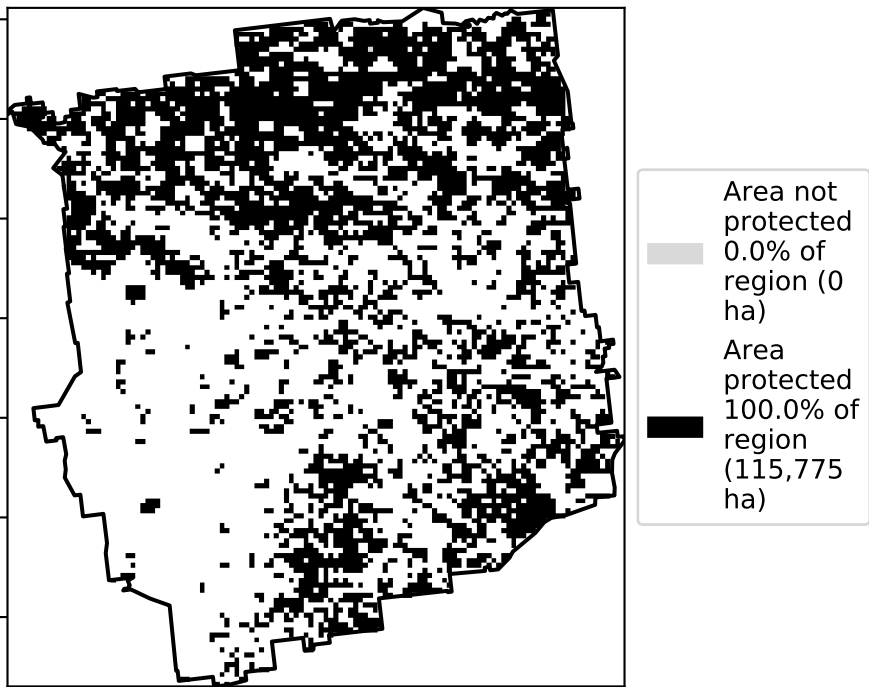 Area not
protected
0.0% of
region (0
ha)
Area
protected
100.0% of
region
(115,775
ha)